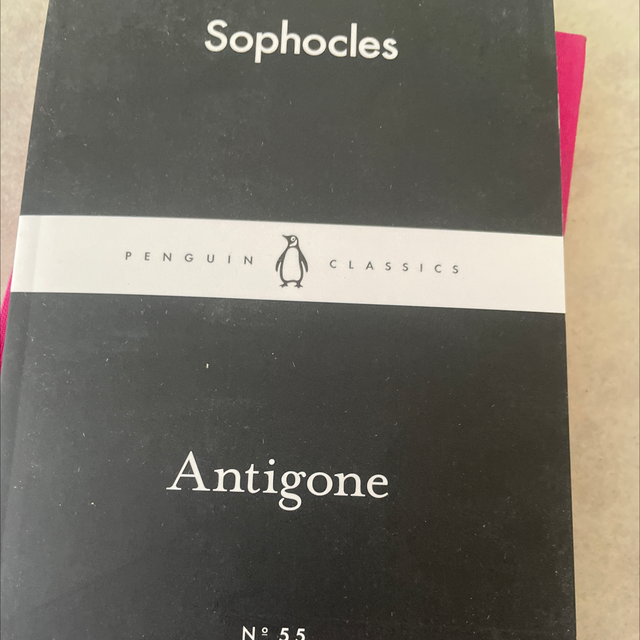 Sophocles
PENGUIN CLASSICS
Antigone
Nº 55